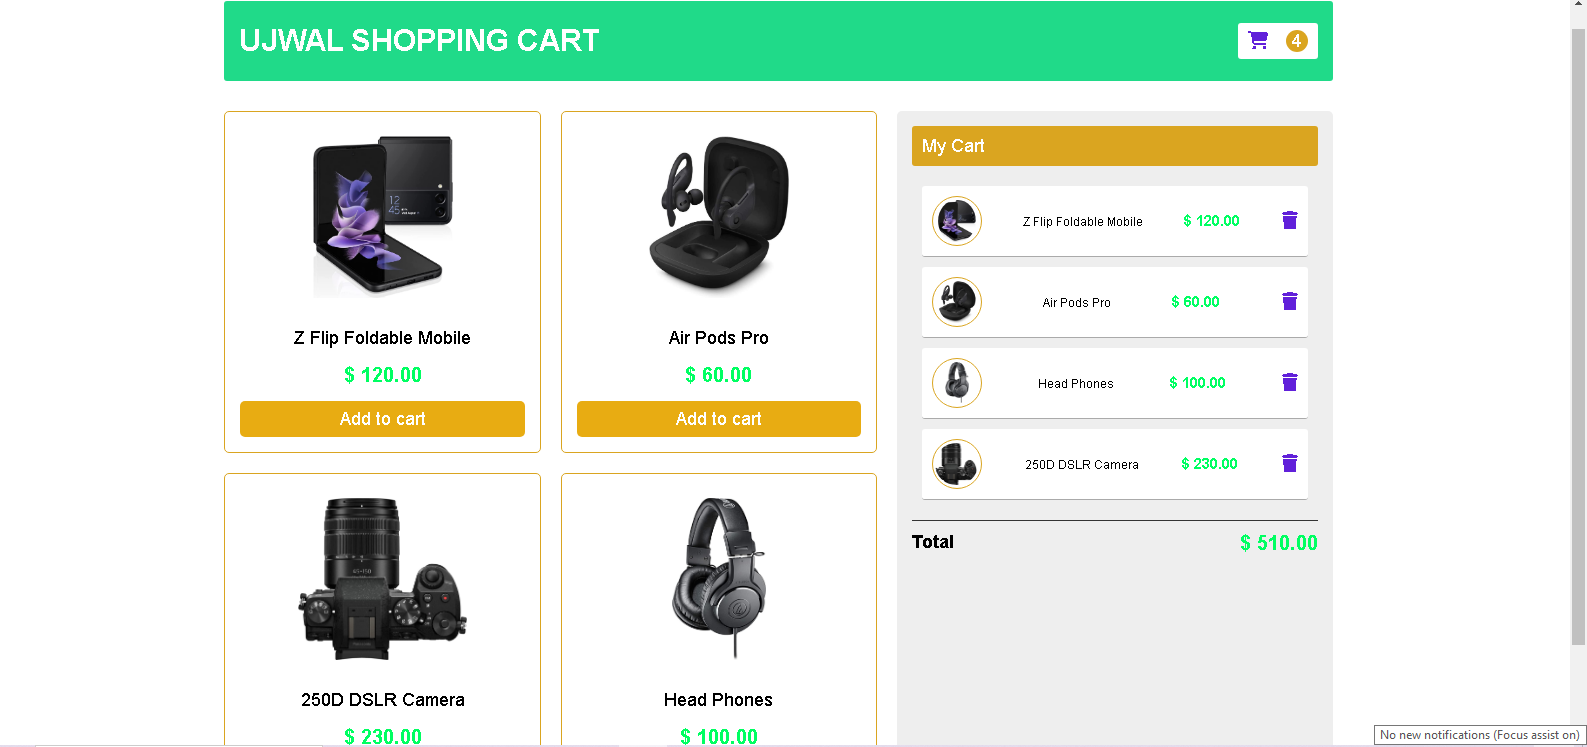 UJWAL SHOPPING CART
4
Z Flip Foldable Mobile
$ 120.00
Add to cart
Air Pods Pro
$ 60.00
Add to cart
250D DSLR Camera
$ 230.00
Head Phones
$ 100.00
My Cart
Z Flip Foldable Mobile $ 120.00
Air Pods Pro $ 60.00
Head Phones $ 100.00
250D DSLR Camera $ 230.00
Total $ 510.00
No new notifications (Focus assist on)
12
45